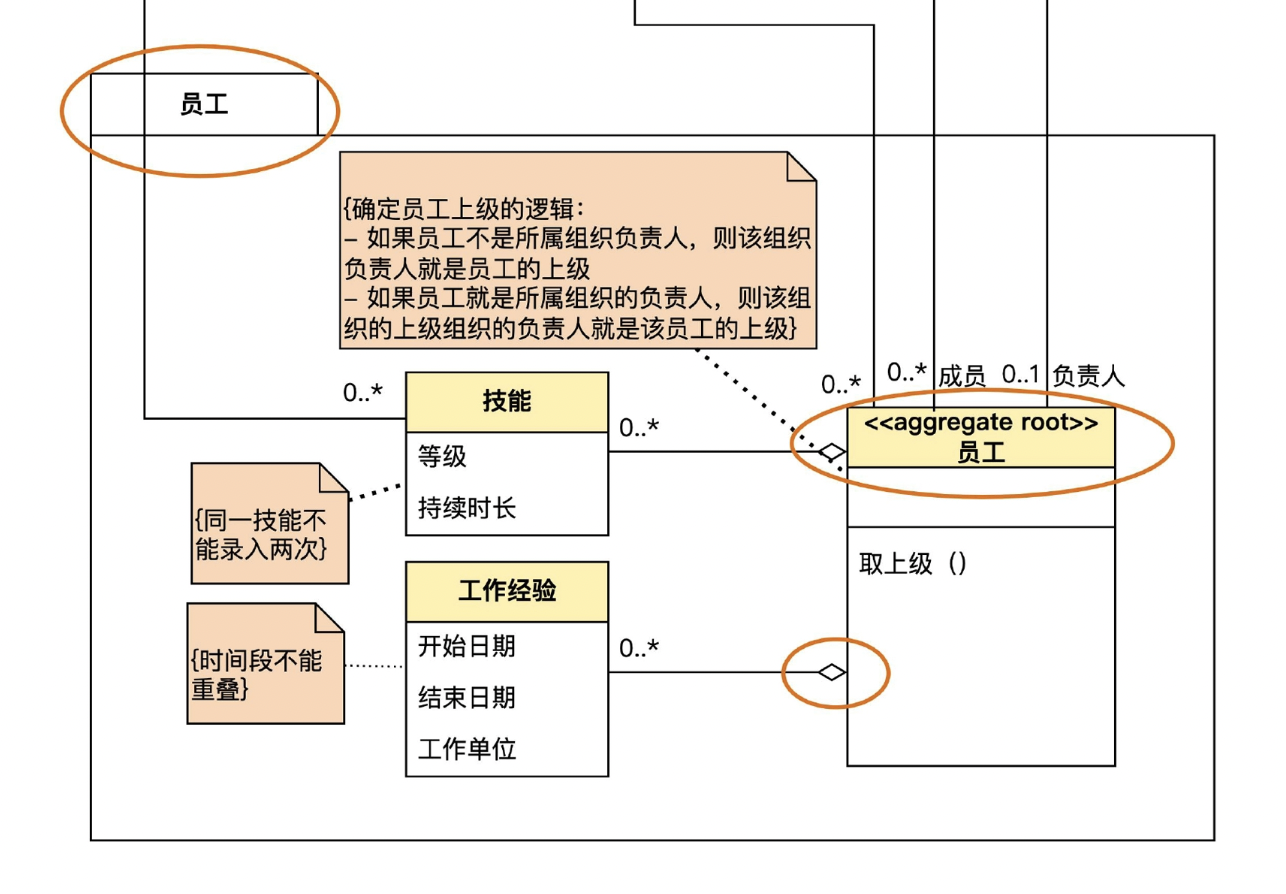 员工
{确定员工上级的逻辑：
- 如果员工不是所属组织负责人，则该组织
负责人就是员工的上级
- 如果员工就是所属组织的负责人，则该组
织的上级组织的负责人就是该员工的上级}
0..*
0..*
成员
0..1
负责人
0..*
技能
等级
持续时长
0..*
<<aggregate root>>
员工
取上级（）
{同一技能不
能录入两次}
工作经验
开始日期
结束日期
工作单位
0..*
{时间段不能
重叠}